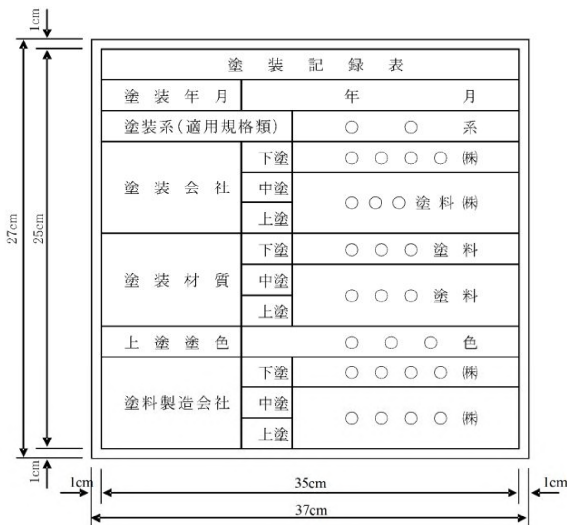 1cm
塗装記録表
塗装年月 年 月
塗装系(適用規格類) ○ ○ 系
塗装会社 下塗 ○○○○㈱
中塗 ○○○塗料㈱
上塗
塗装材質 下塗 ○○○塗料
中塗 ○○○塗料
上塗
上塗塗色 ○○○色
塗料製造会社 下塗 ○○○○㈱
中塗 ○○○○㈱
上塗
27cm
25cm
1cm
1cm
35cm
1cm
37cm